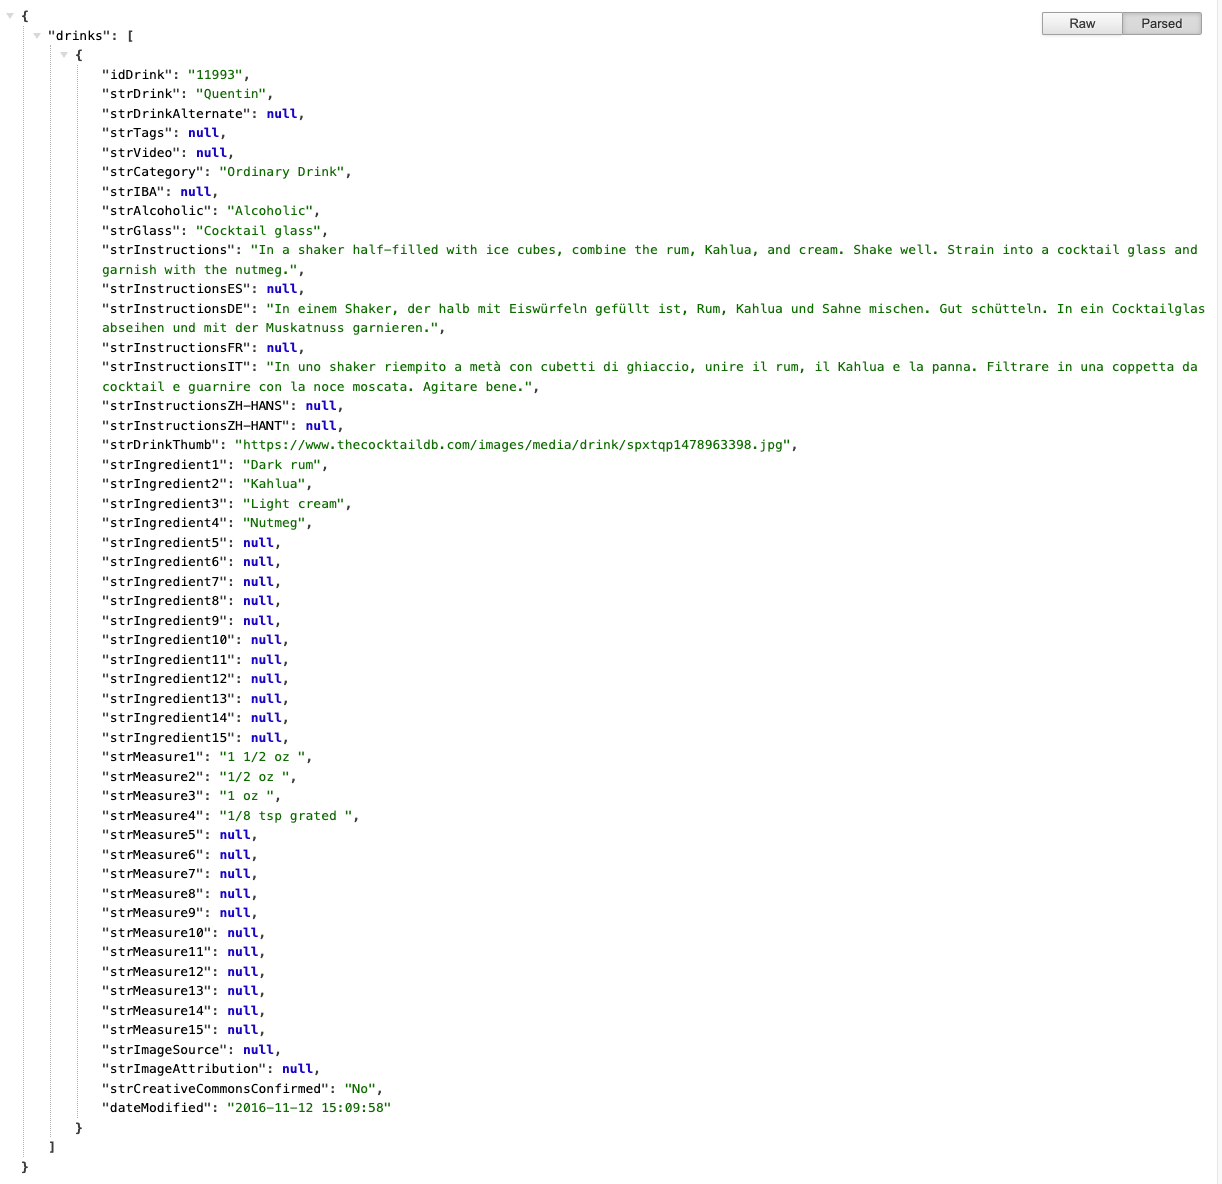 {
"drinks": [
{
"idDrink": "11993",
"strDrink": "Quentin",
"strDrinkAlternate": null,
"strTags": null,
"strVideo": null,
"strCategory": "Ordinary Drink",
"strIBA": null,
"strAlcoholic": "Alcoholic",
"strGlass": "Cocktail glass",
"strInstructions": "In a shaker half-filled with ice cubes, combine the rum, Kahlua, and cream. Shake well. Strain into a cocktail glass and
garnish with the nutmeg.",
"strInstructionsES": null,
"strInstructionsDE": "In einem Shaker, der halb mit Eiswürfeln gefüllt ist, Rum, Kahlua und Sahne mischen. Gut schütteln. In ein Cocktailglas
abseihen und mit der Muskatnuss garnieren.",
"strInstructionsFR": null,
"strInstructionsIT": "In uno shaker riempito a metà con cubetti di ghiaccio, unire il rum, il Kahlua e la panna. Filtrare in una coppetta da
cocktail e guarnire con la noce moscata. Agitare bene.",
"strInstructionsZH-HANS": null,
"strInstructionsZH-HANT": null,
"strDrinkThumb": "https://www.thecocktaildb.com/images/media/drink/spxtqp1478963398.jpg",
"strIngredient1": "Dark rum",
"strIngredient2": "Kahlua",
"strIngredient3": "Light cream",
"strIngredient4": "Nutmeg",
"strIngredient5": null,
"strIngredient6": null,
"strIngredient7": null,
"strIngredient8": null,
"strIngredient9": null,
"strIngredient10": null,
"strIngredient11": null,
"strIngredient12": null,
"strIngredient13": null,
"strIngredient14": null,
"strIngredient15": null,
"strMeasure1": "1 1/2 oz ",
"strMeasure2": "1/2 oz ",
"strMeasure3": "1 oz ",
"strMeasure4": "1/8 tsp grated ",
"strMeasure5": null,
"strMeasure6": null,
"strMeasure7": null,
"strMeasure8": null,
"strMeasure9": null,
"strMeasure10": null,
"strMeasure11": null,
"strMeasure12": null,
"strMeasure13": null,
"strMeasure14": null,
"strMeasure15": null,
"strImageSource": null,
"strImageAttribution": null,
"strCreativeCommonsConfirmed": "No",
"dateModified": "2016-11-12 15:09:58"
}
]
}
Raw Parsed